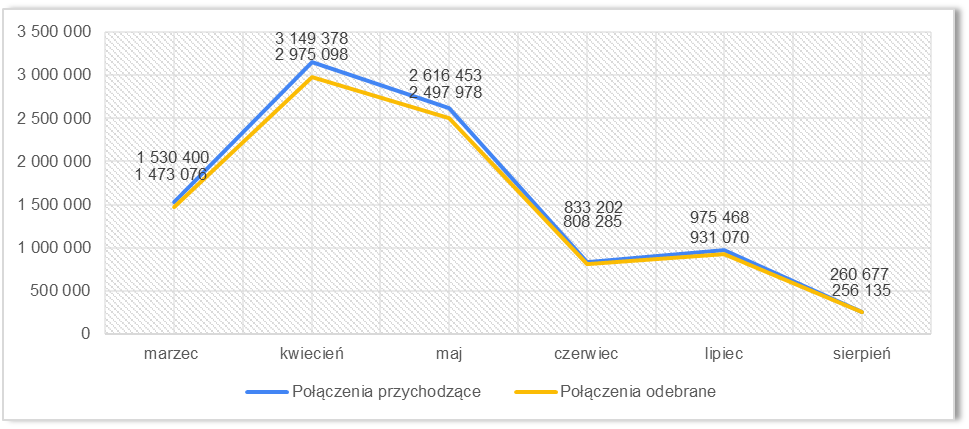 3 500 000
3 000 000
2 500 000
2 000 000
1 500 000
1 000 000
500 000
0
1 530 400
1 473 076
3 149 378
2 975 098
2 616 453
2 497 978
833 202
808 285
975 468
931 070
260 677
256 135
marzec kwiecień maj czerwiec lipiec sierpień
Połączenia przychodzące Połączenia odebrane